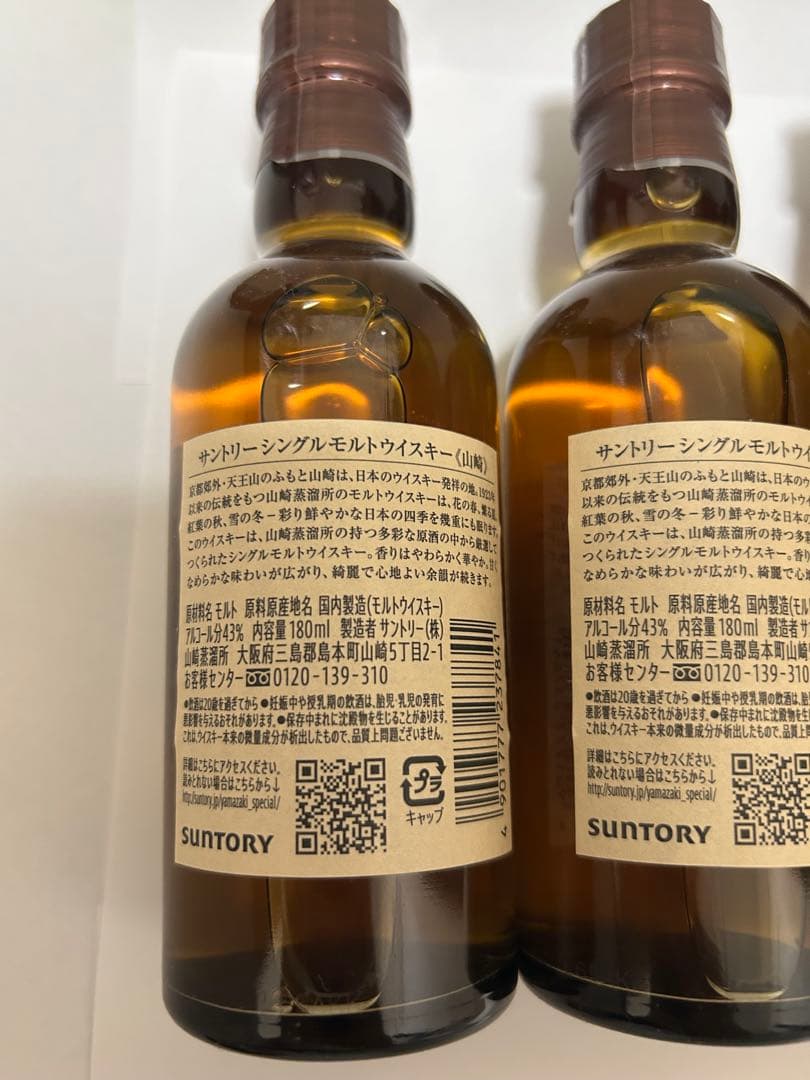 サントリーシングルモルトウイスキー《山崎》
京都郊外・天王山のふもと山崎は、日本のウイスキー発祥の地。1923年
以来の伝統をもつ山崎蒸溜所のモルトウイスキーは、花の春、繁る夏、
紅葉の秋、雪の冬－彩り鮮やかな日本の四季を幾重にも眠ります。
このウイスキーは、山崎蒸溜所の持つ多彩な原酒の中から厳選して
つくられたシングルモルトウイスキー。香りはやわらかく華やか。甘く
なめらかな味わいが広がり、綺麗で心地よい余韻が続きます。
原材料名 モルト 原料原産地名 国内製造(モルトウイスキー)
アルコール分43% 内容量180ml 製造者 サントリー(株)
山崎蒸溜所 大阪府三島郡島本町山崎5丁目2-1
お客様センター 0120-139-310
●飲酒は20歳を過ぎてから ●妊娠中や授乳期の飲酒は、胎児・乳児の発育に
悪影響を与えるおそれがあります。●保存中まれに沈殿物を生じることがあります。
これは、ウイスキー本来の微量成分が析出したもので、品質上問題ございません。
詳細はこちらにアクセスください。
読みとれない場合はこちらから↓
http://suntory.jp/yamazaki_special/
SUNTORY
プラ
キャップ
4 901777 237841
サントリーシングルモルトウイ
京都郊外・天王山のふもと山崎は、日本のウ
以来の伝統をもつ山崎蒸溜所のモルトウイ
紅葉の秋、雪の冬－彩り鮮やかな日本の
このウイスキーは、山崎蒸溜所の持つ多彩
つくられたシングルモルトウイスキー。香り
なめらかな味わいが広がり、綺麗で心地
原材料名 モルト 原料原産地名 国内製造(モル
アルコール分43% 内容量180ml 製造者 サン
山崎蒸溜所 大阪府三島郡島本町山崎
お客様センター 0120-139-310
●飲酒は20歳を過ぎてから ●妊娠中や授乳期の飲酒は、胎児
悪影響を与えるおそれがあります。●保存中まれに沈殿物を生
これは、ウイスキー本来の微量成分が析出したもので、品質上問
詳細はこちらにアクセスください。
読みとれない場合はこちらから↓
http://suntory.jp/yamazaki_special/
SUNTORY